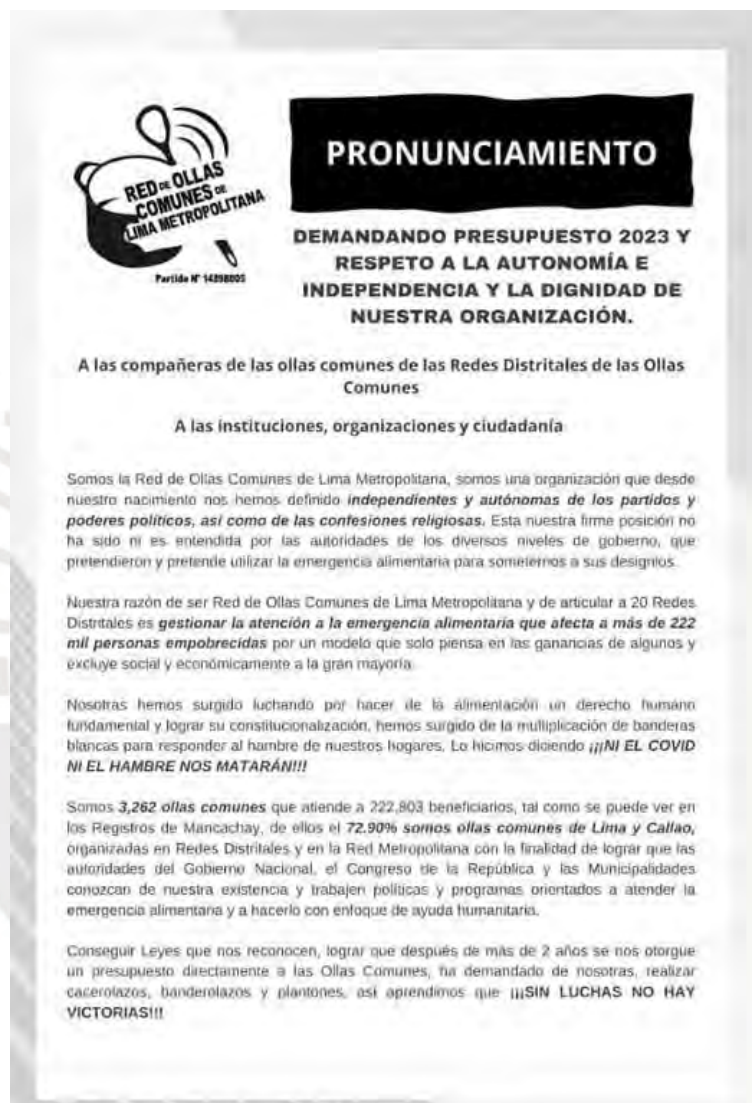 RED DE OLLAS
COMUNES DE
LIMA METROPOLITANA
Partida N° 14898005
PRONUNCIAMIENTO
DEMANDANDO PRESUPUESTO 2023 Y
RESPETO A LA AUTONOMÍA E
INDEPENDENCIA Y LA DIGNIDAD DE
NUESTRA ORGANIZACIÓN.
A las compañeras de las ollas comunes de las Redes Distritales de las Ollas
Comunes
A las instituciones, organizaciones y ciudadanía
Somos la Red de Ollas Comunes de Lima Metropolitana, somos una organización que desde
nuestro nacimiento nos hemos definido independientes y autónomas de los partidos y
poderes políticos, así como de las confesiones religiosas. Esta nuestra firme posición no
ha sido ni es entendida por las autoridades de los diversos niveles de gobierno, que
pretendieron y pretende utilizar la emergencia alimentaria para someternos a sus designios.
Nuestra razón de ser Red de Ollas Comunes de Lima Metropolitana y de articular a 20 Redes
Distritales es gestionar la atención a la emergencia alimentaria que afecta a más de 222
mil personas empobrecidas por un modelo que solo piensa en las ganancias de algunos y
excluye social y económicamente a la gran mayoría.
Nosotras hemos surgido luchando por hacer de la alimentación un derecho humano
fundamental y lograr su constitucionalización, hemos surgido de la multiplicación de banderas
blancas para responder al hambre de nuestros hogares. Lo hicimos diciendo ¡¡¡NI EL COVID
NI EL HAMBRE NOS MATARÁN!!!
Somos 3,262 ollas comunes que atiende a 222,803 beneficiarios, tal como se puede ver en
los Registros de Mancachay, de ellos el 72.90% somos ollas comunes de Lima y Callao,
organizadas en Redes Distritales y en la Red Metropolitana con la finalidad de lograr que las
autoridades del Gobierno Nacional, el Congreso de la República y las Municipalidades
conozcan de nuestra existencia y trabajen políticas y programas orientados a atender la
emergencia alimentaria y a hacerlo con enfoque de ayuda humanitaria.
Conseguir Leyes que nos reconocen, lograr que después de más de 2 años se nos otorgue
un presupuesto directamente a las Ollas Comunes, ha demandado de nosotras, realizar
cacerolazos, banderolazos y plantones, así aprendimos que ¡¡¡SIN LUCHAS NO HAY
VICTORIAS!!!